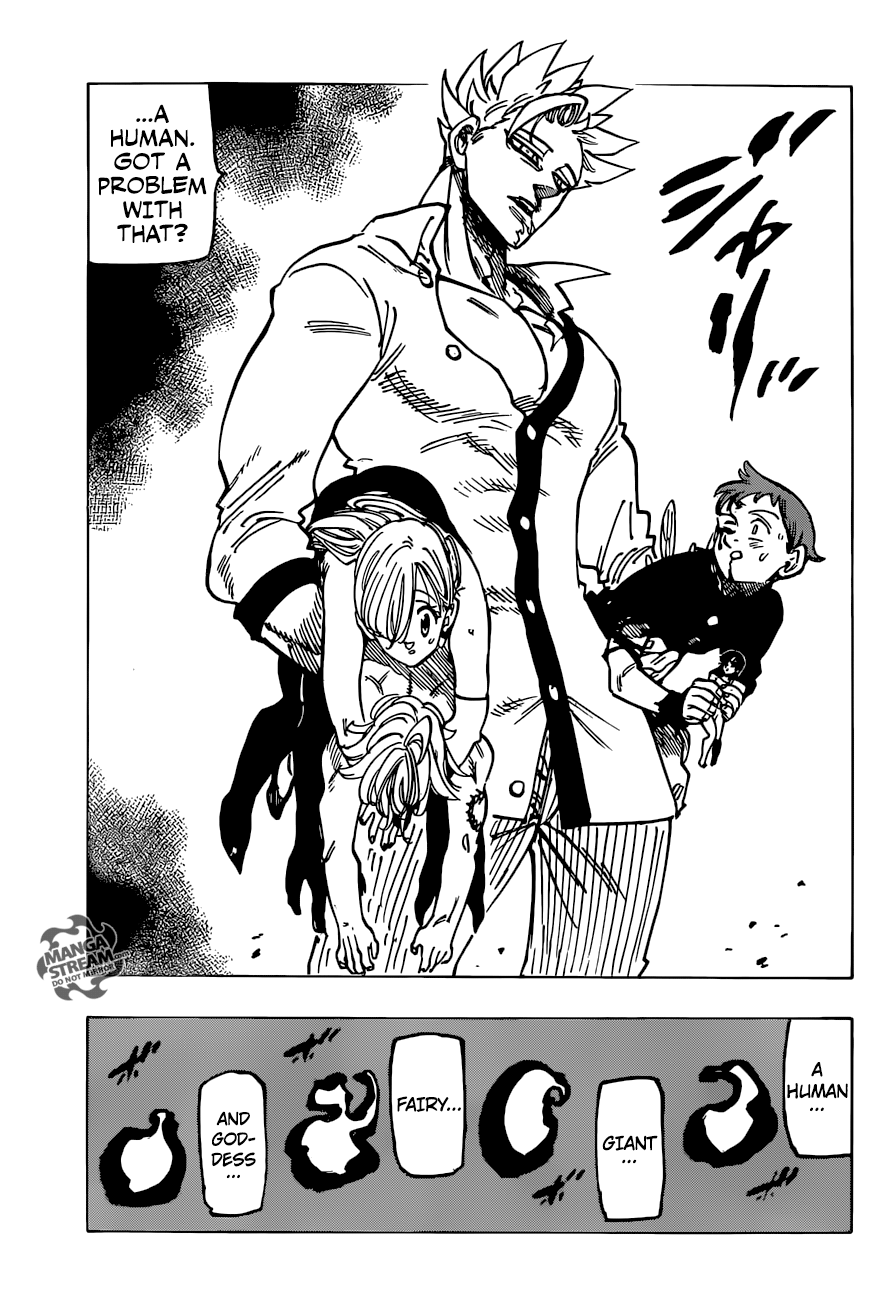 ...A
HUMAN.
GOT A
PROBLEM
WITH
THAT?
ジャリ
MANGA
STREAM.com
DO NOT MIRROR
A
HUMAN
...
GIANT
...
FAIRY...
AND
GOD-
DESS
...